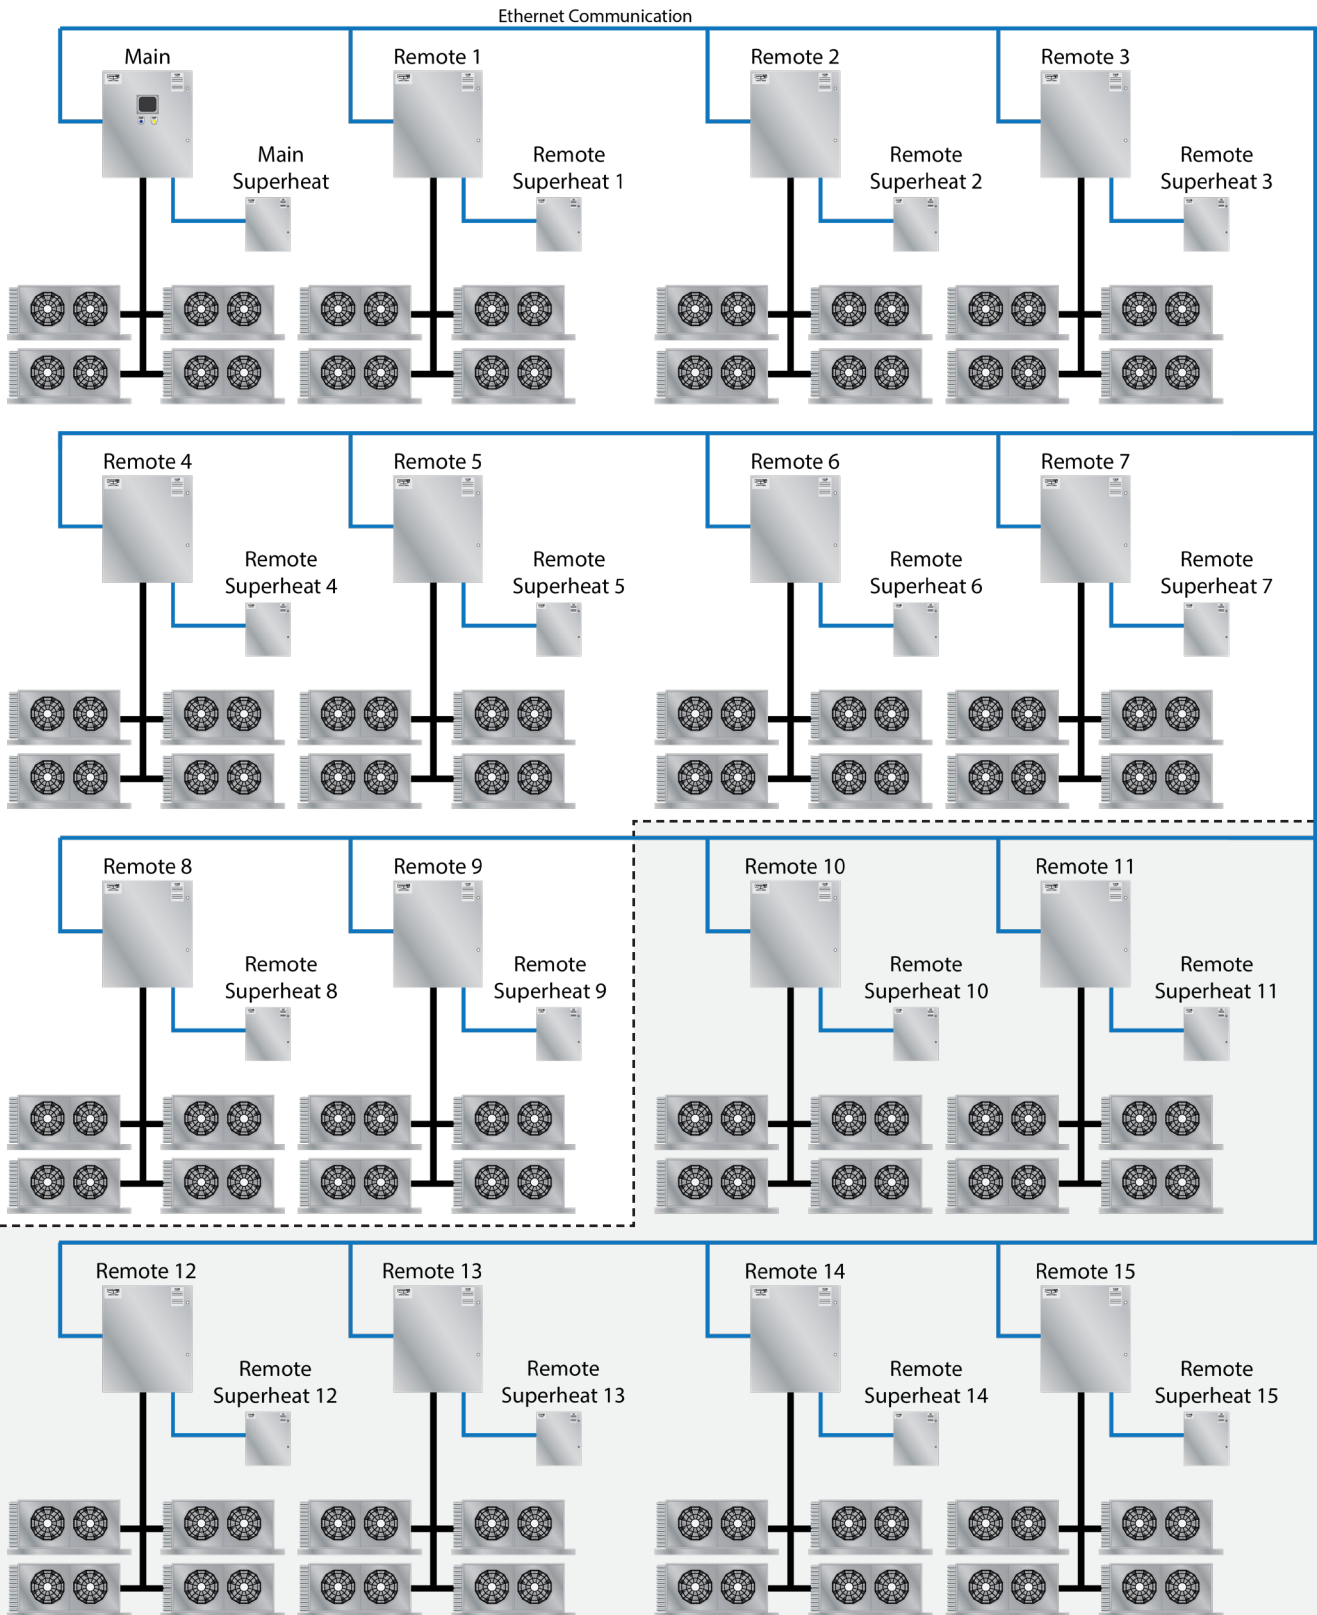 Ethernet Communication
Main
Remote 1
Remote 2
Remote 3
Main
Superheat
Remote
Superheat 1
Remote
Superheat 2
Remote
Superheat 3
Remote 4
Remote 5
Remote 6
Remote 7
Remote
Superheat 4
Remote
Superheat 5
Remote
Superheat 6
Remote
Superheat 7
Remote 8
Remote 9
Remote 10
Remote 11
Remote
Superheat 8
Remote
Superheat 9
Remote
Superheat 10
Remote
Superheat 11
Remote 12
Remote 13
Remote 14
Remote 15
Remote
Superheat 12
Remote
Superheat 13
Remote
Superheat 14
Remote
Superheat 15